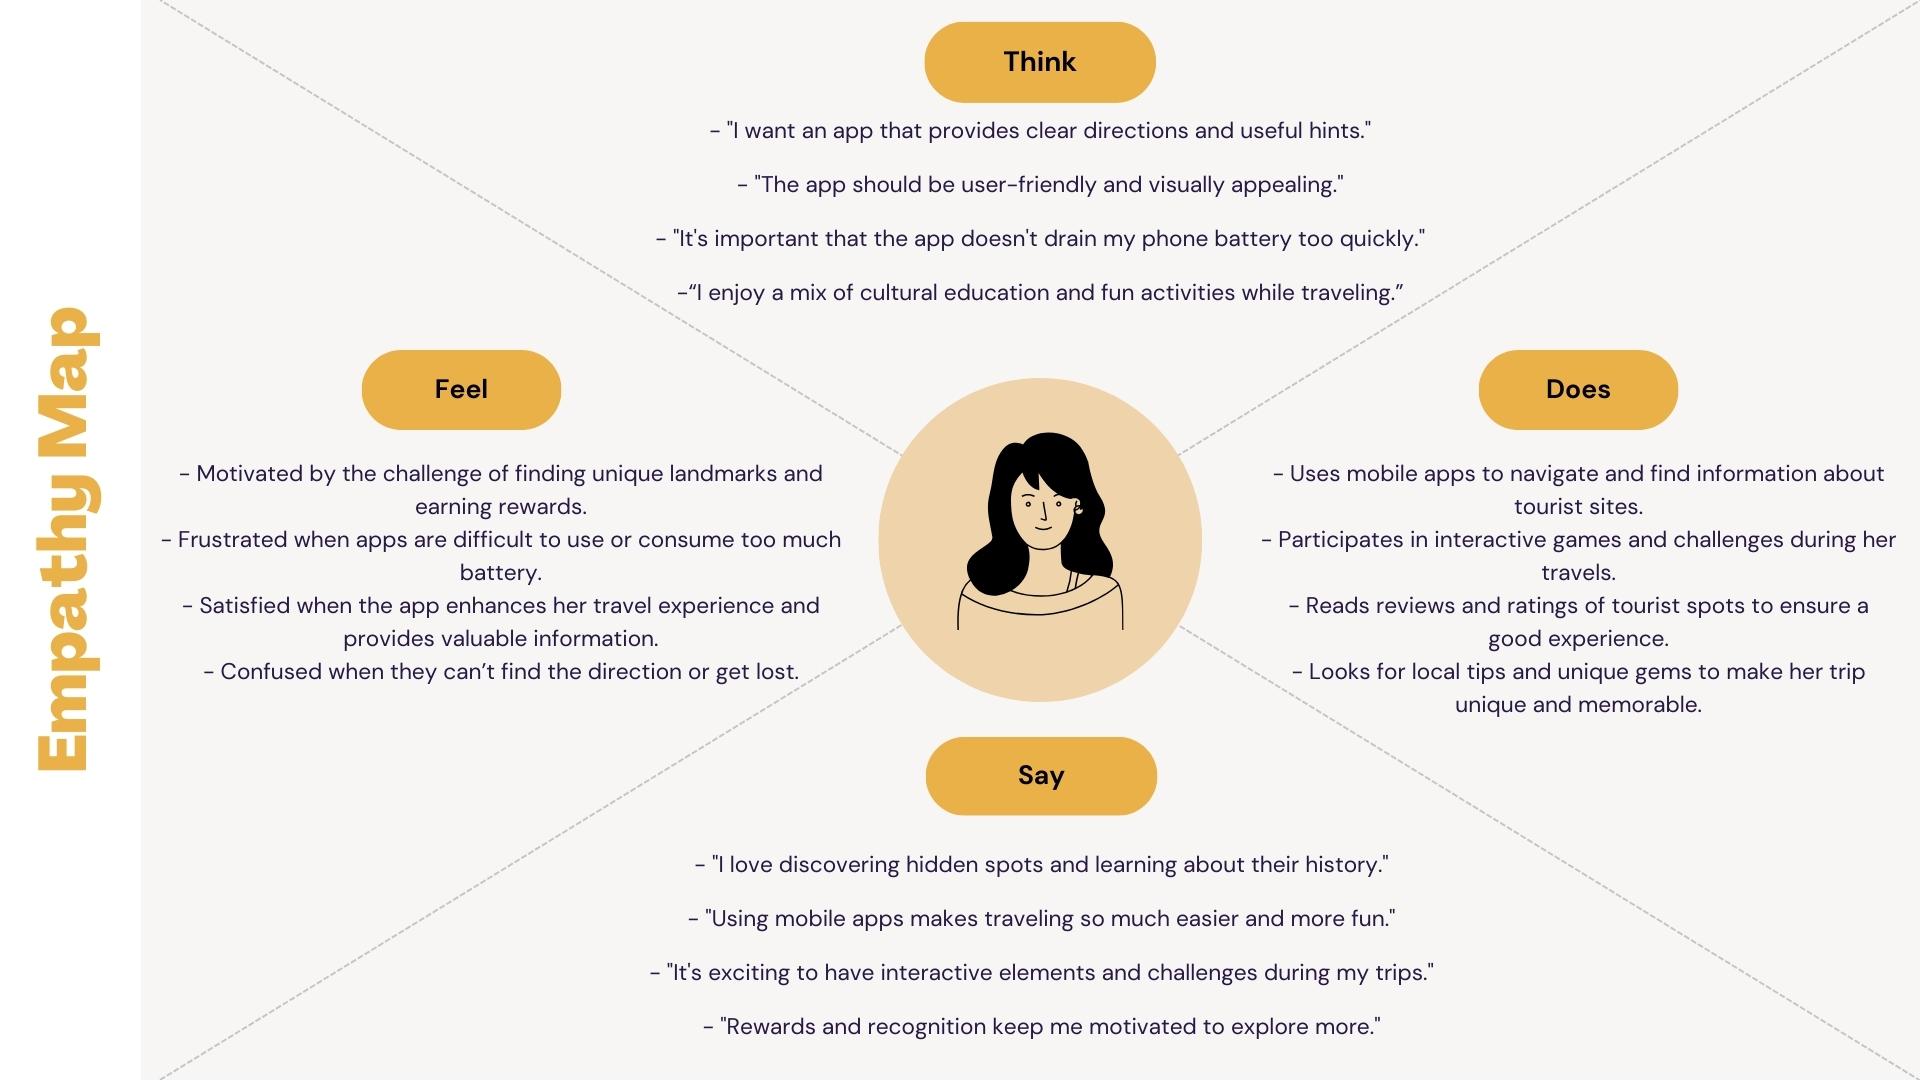 Empathy Map
Think
- "I want an app that provides clear directions and useful hints."
- "The app should be user-friendly and visually appealing."
- "It's important that the app doesn't drain my phone battery too quickly."
-“I enjoy a mix of cultural education and fun activities while traveling.”
Feel
- Motivated by the challenge of finding unique landmarks and
earning rewards.
- Frustrated when apps are difficult to use or consume too much
battery.
- Satisfied when the app enhances her travel experience and
provides valuable information.
- Confused when they can’t find the direction or get lost.
Does
- Uses mobile apps to navigate and find information about
tourist sites.
- Participates in interactive games and challenges during her
travels.
- Reads reviews and ratings of tourist spots to ensure a
good experience.
- Looks for local tips and unique gems to make her trip
unique and memorable.
Say
- "I love discovering hidden spots and learning about their history."
- "Using mobile apps makes traveling so much easier and more fun."
- "It's exciting to have interactive elements and challenges during my trips."
- "Rewards and recognition keep me motivated to explore more."